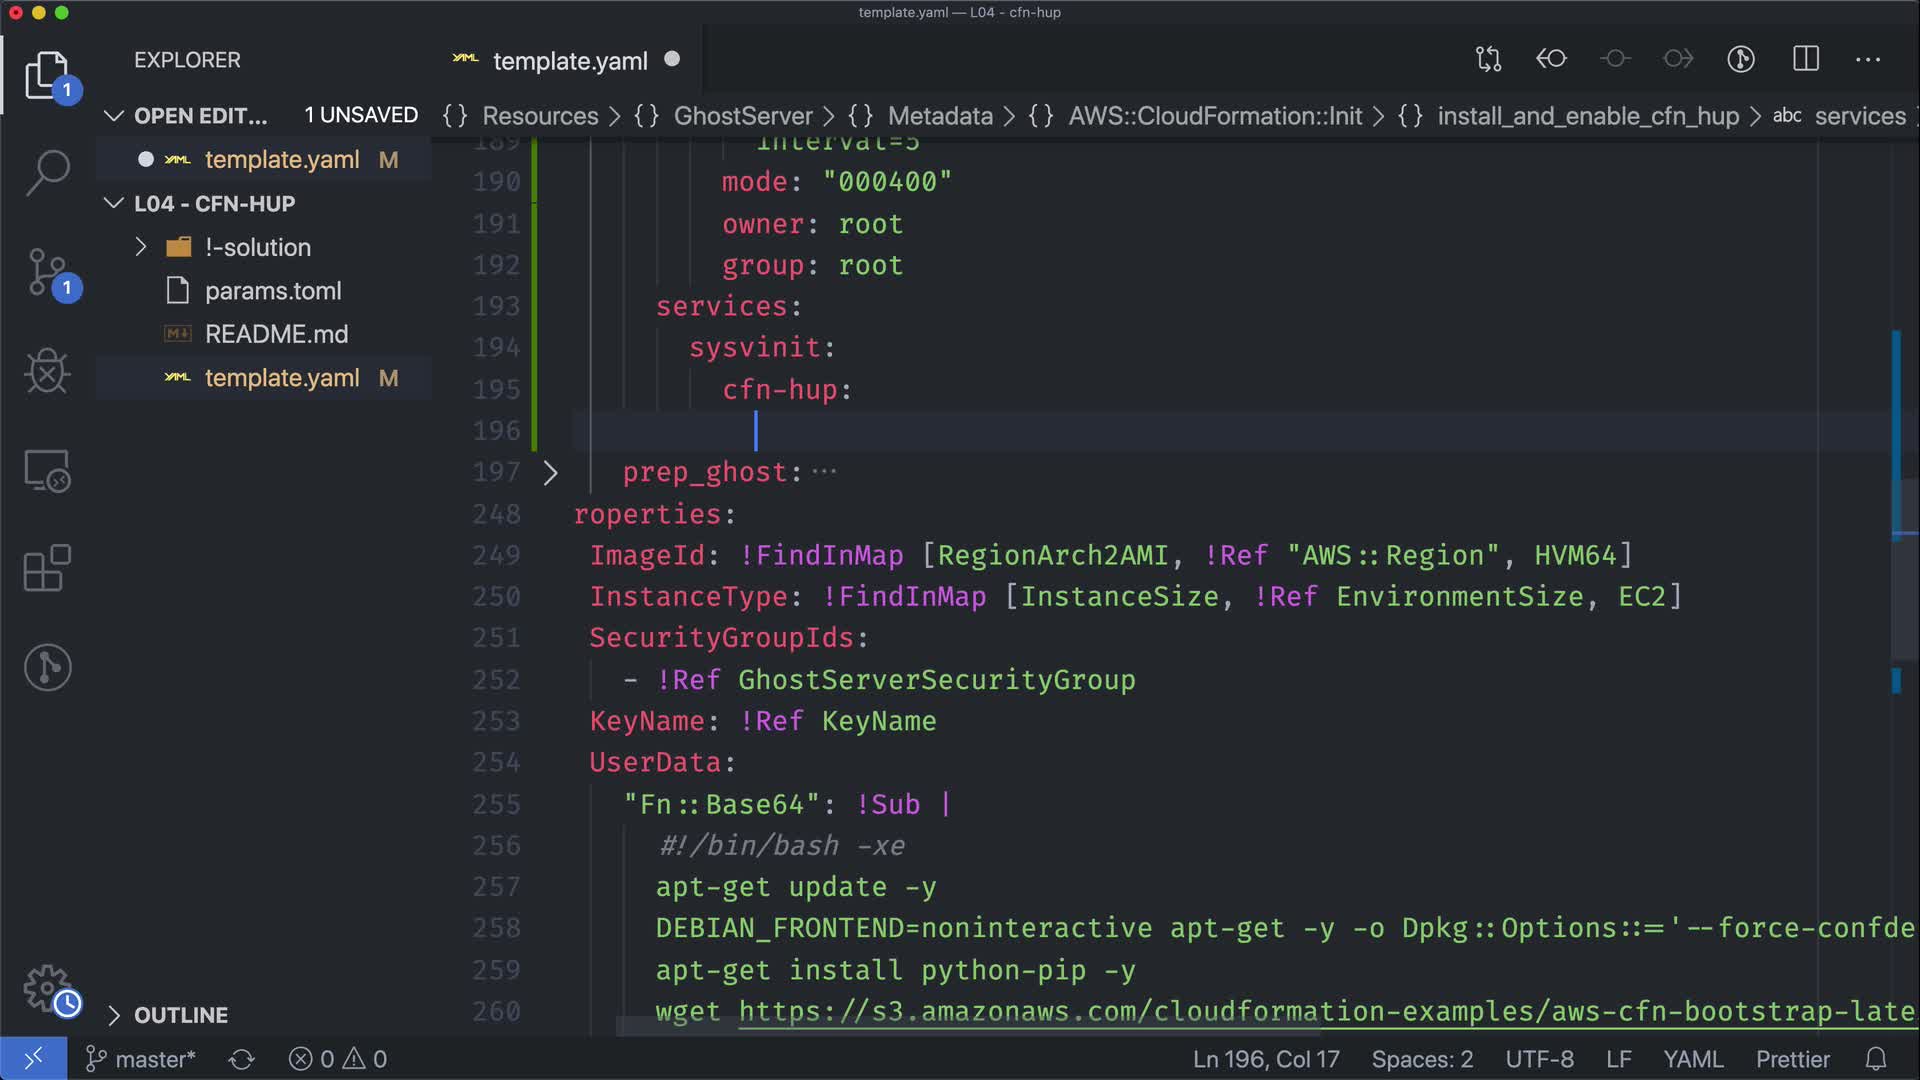 template.yaml — L04 - cfn-hup
EXPLORER
template.yaml
1
OPEN EDIT... 1 UNSAVED
{} Resources > {} GhostServer > {} Metadata > {} AWS::CloudFormation::Init > {} install_and_enable_cfn_hup > abc services
template.yaml M
L04 - CFN-HUP
!-solution
params.toml
README.md
template.yaml M
1
189 interval=5
190 mode: "000400"
191 owner: root
192 group: root
193 services:
194 sysvinit:
195 cfn-hup:
196
197 prep_ghost: ...
248 roperties:
249 ImageId: !FindInMap [RegionArch2AMI, !Ref "AWS::Region", HVM64]
250 InstanceType: !FindInMap [InstanceSize, !Ref EnvironmentSize, EC2]
251 SecurityGroupIds:
252 - !Ref GhostServerSecurityGroup
253 KeyName: !Ref KeyName
254 UserData:
255 "Fn::Base64": !Sub |
256 #!/bin/bash -xe
257 apt-get update -y
258 DEBIAN_FRONTEND=noninteractive apt-get -y -o Dpkg::Options::='--force-confde
259 apt-get install python-pip -y
260 wget https://s3.amazonaws.com/cloudformation-examples/aws-cfn-bootstrap-late
OUTLINE
master* 0 0 Ln 196, Col 17 Spaces: 2 UTF-8 LF YAML Prettier